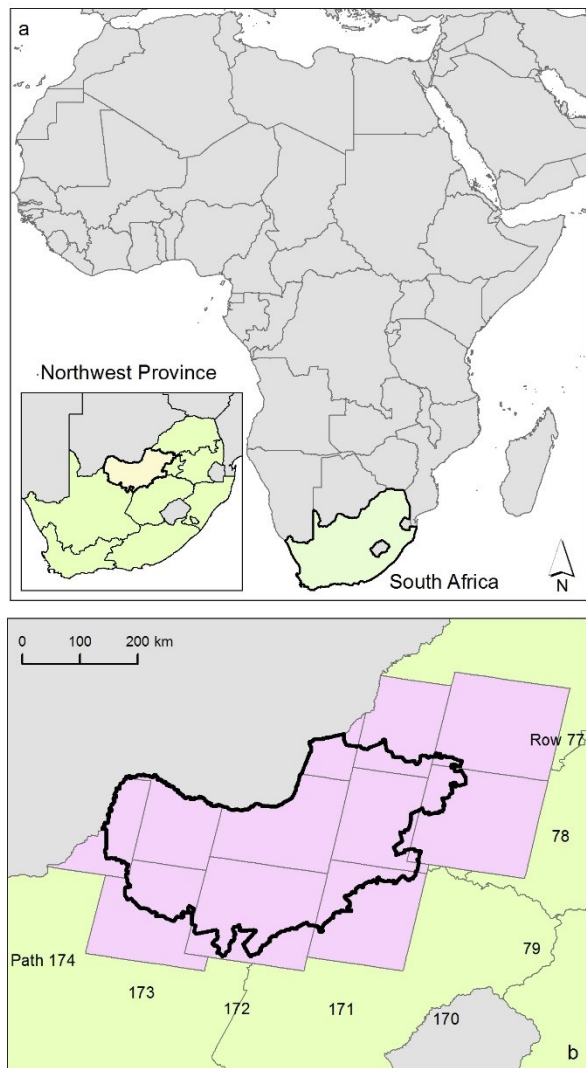 a
Northwest Province
South Africa
N
0 100 200 km
Row 77
78
79
Path 174
173
172
171
170
b